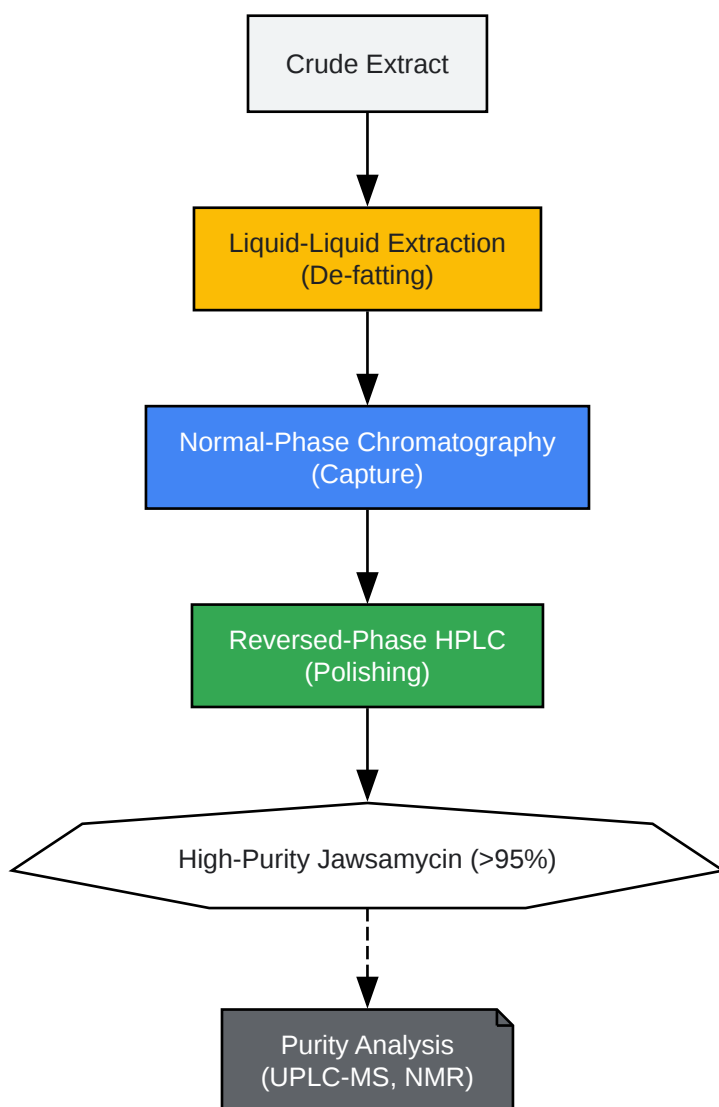 Crude Extract
Liquid-Liquid Extraction
(De-fatting)
Normal-Phase Chromatography
(Capture)
Reversed-Phase HPLC
(Polishing)
High-Purity Jawsamycin (>95%)
Purity Analysis
(UPLC-MS, NMR)